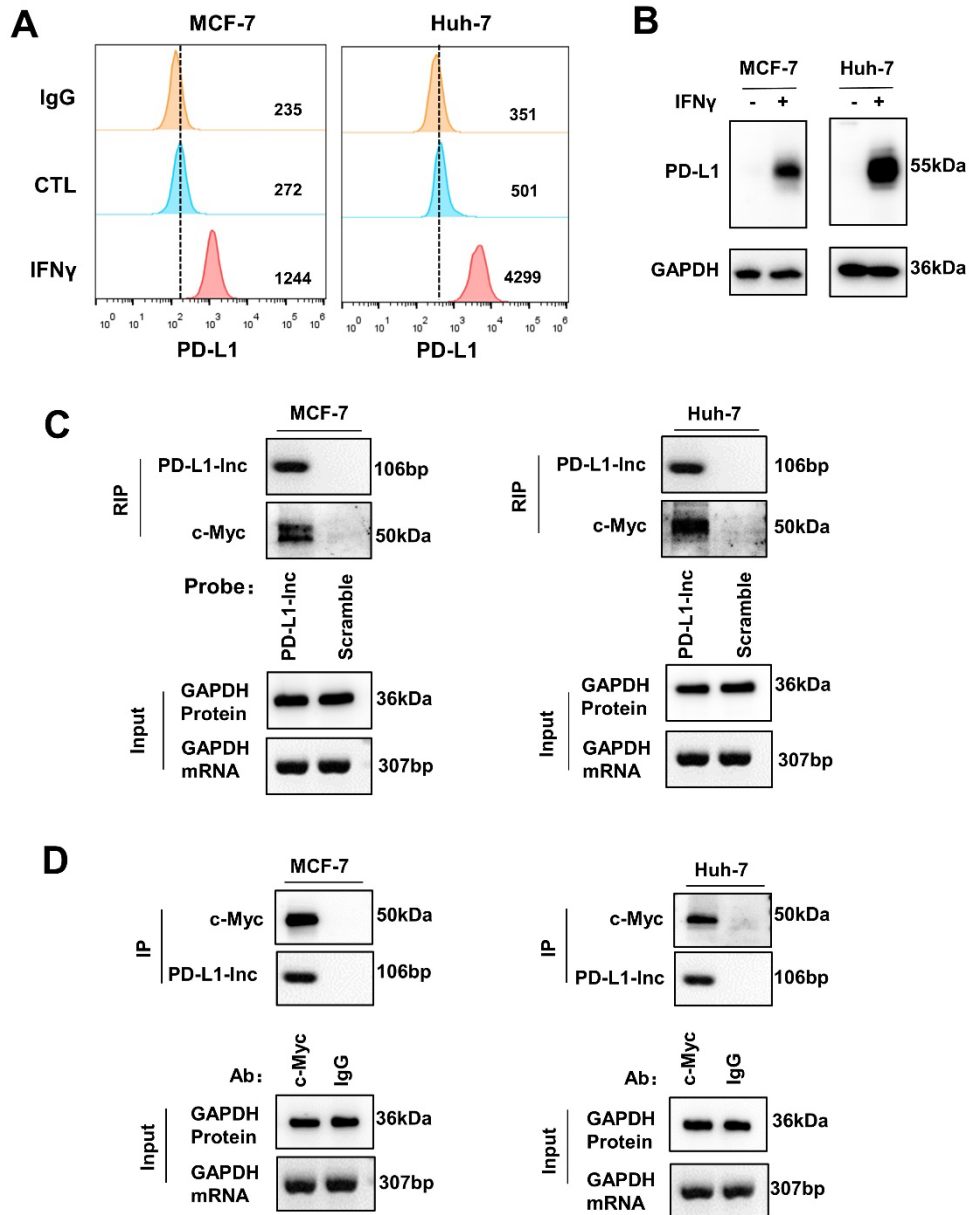 A
MCF-7
Huh-7
IgG
235
351
CTL
272
501
IFNγ
1244
4299
10^0 10^1 10^2 10^3 10^4 10^5 10^6
10^0 10^1 10^2 10^3 10^4 10^5 10^6
PD-L1
PD-L1
B
MCF-7
Huh-7
IFNγ - + - +
PD-L1
55kDa
GAPDH
36kDa
C
MCF-7
RIP
PD-L1-lnc
106bp
c-Myc
50kDa
Probe:
PD-L1-lnc
Scramble
Input
GAPDH
Protein
36kDa
GAPDH
mRNA
307bp
Huh-7
RIP
PD-L1-lnc
106bp
c-Myc
50kDa
PD-L1-lnc
Scramble
Input
GAPDH
Protein
36kDa
GAPDH
mRNA
307bp
D
MCF-7
IP
c-Myc
50kDa
PD-L1-lnc
106bp
Ab:
c-Myc
IgG
Input
GAPDH
Protein
36kDa
GAPDH
mRNA
307bp
Huh-7
IP
c-Myc
50kDa
PD-L1-lnc
106bp
Ab:
c-Myc
IgG
Input
GAPDH
Protein
36kDa
GAPDH
mRNA
307bp